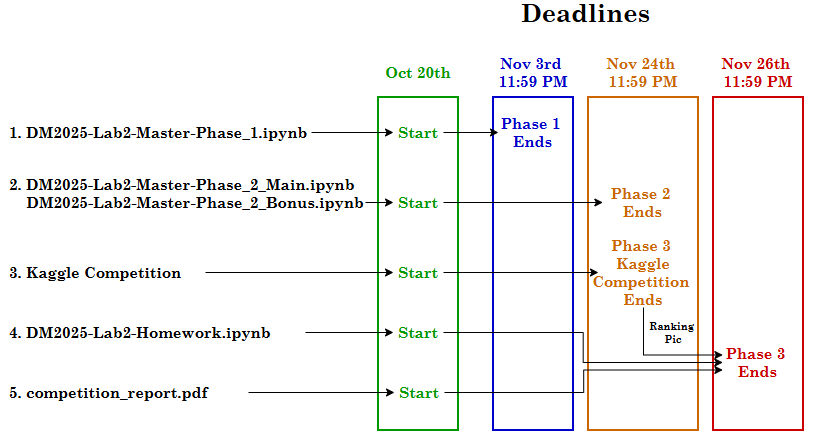 Deadlines
Oct 20th
Nov 3rd
11:59 PM
Nov 24th
11:59 PM
Nov 26th
11:59 PM
1. DM2025-Lab2-Master-Phase_1.ipynb
Start
Phase 1
Ends
2. DM2025-Lab2-Master-Phase_2_Main.ipynb
DM2025-Lab2-Master-Phase_2_Bonus.ipynb
Start
Phase 2
Ends
3. Kaggle Competition
Start
Phase 3
Kaggle
Competition
Ends
Ranking
Pic
4. DM2025-Lab2-Homework.ipynb
Start
Phase 3
Ends
5. competition_report.pdf
Start